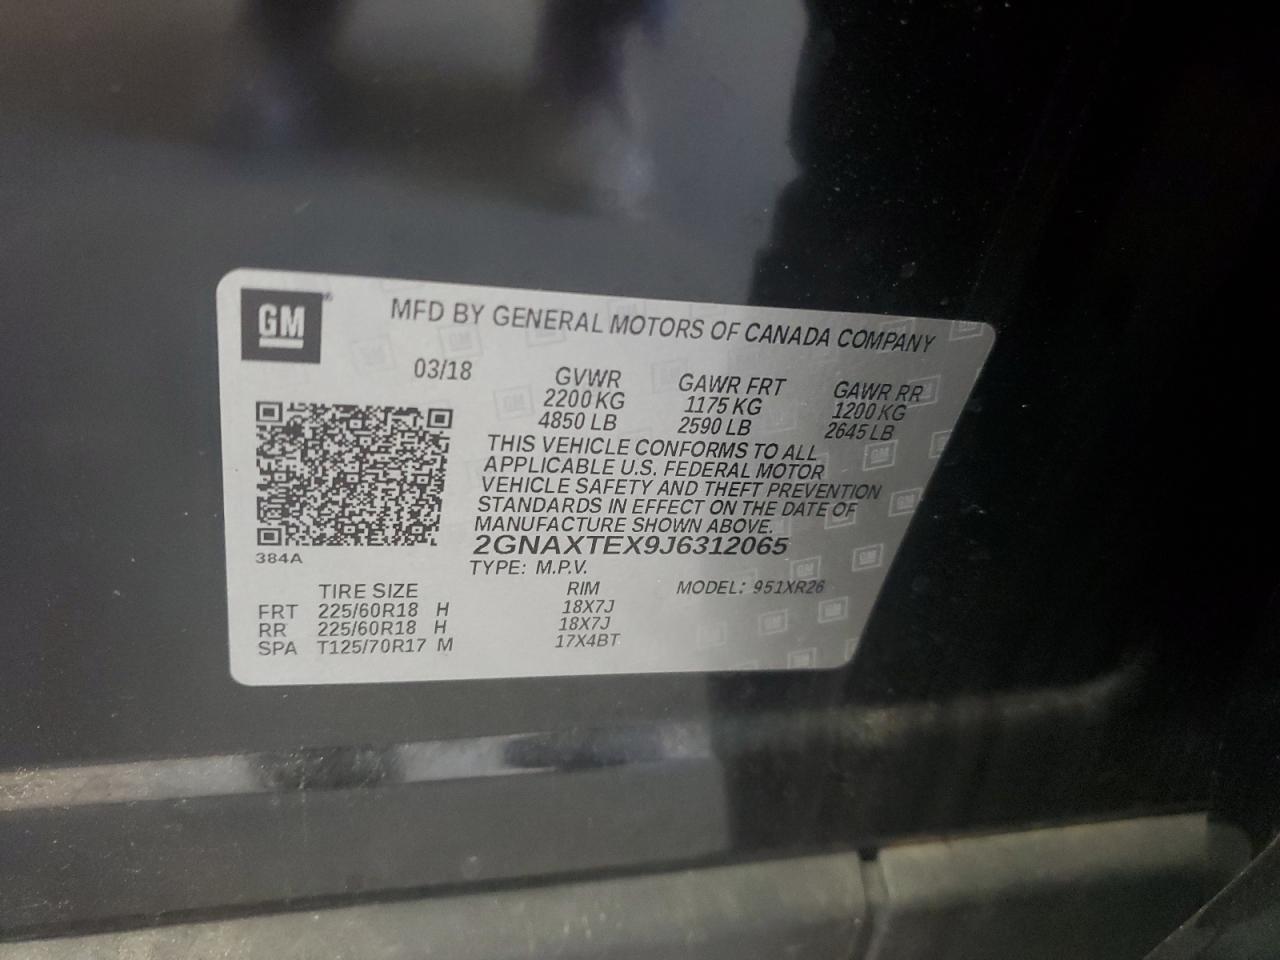 GM
MFD BY GENERAL MOTORS OF CANADA COMPANY
03/18 GVWR GAWR FRT GAWR RR
2200 KG 1175 KG 1200 KG
4850 LB 2590 LB 2645 LB
THIS VEHICLE CONFORMS TO ALL
APPLICABLE U.S. FEDERAL MOTOR
VEHICLE SAFETY AND THEFT PREVENTION
STANDARDS IN EFFECT ON THE DATE OF
MANUFACTURE SHOWN ABOVE.
2GNAXTEX9J6312065
384A
TYPE: M.P.V.
TIRE SIZE RIM MODEL: 951XR26
FRT 225/60R18 H 18X7J
RR 225/60R18 H 18X7J
SPA T125/70R17 M 17X4BT